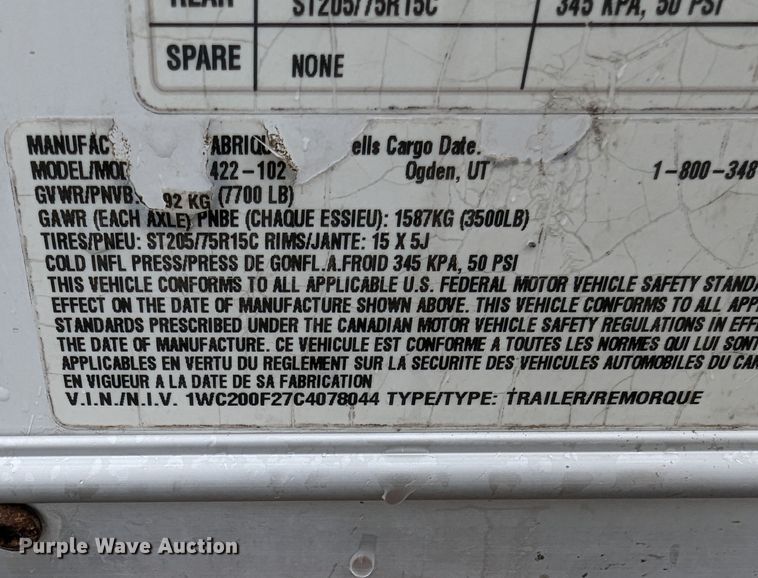 REAR ST205/75R15C 345 KPA, 50 PSI
SPARE NONE
MANUFAC ABRIQU ells Cargo Date.
MODEL/MOD 422-102 Ogden, UT 1-800-348
GVWR/PNVB 92 KG (7700 LB)
GAWR (EACH AXLE) PNBE (CHAQUE ESSIEU): 1587KG (3500LB)
TIRES/PNEU: ST205/75R15C RIMS/JANTE: 15 X 5J
COLD INFL PRESS/PRESS DE GONFL.A.FROID 345 KPA, 50 PSI
THIS VEHICLE CONFORMS TO ALL APPLICABLE U.S. FEDERAL MOTOR VEHICLE SAFETY STANDA
EFFECT ON THE DATE OF MANUFACTURE SHOWN ABOVE. THIS VEHICLE CONFORMS TO ALL APP
STANDARDS PRESCRIBED UNDER THE CANADIAN MOTOR VEHICLE SAFETY REGULATIONS IN EFF
THE DATE OF MANUFACTURE. CE VEHICULE EST CONFORME A TOUTES LES NORMES QUI LUI SONT
APPLICABLES EN VERTU DU REGLEMENT SUR LA SECURITE DES VEHICULES AUTOMOBILES DU CAN
EN VIGUEUR A LA DATE DE SA FABRICATION
V.I.N./N.I.V. 1WC200F27C4078044 TYPE/TYPE: TRAILER/REMORQUE
Purple Wave Auction